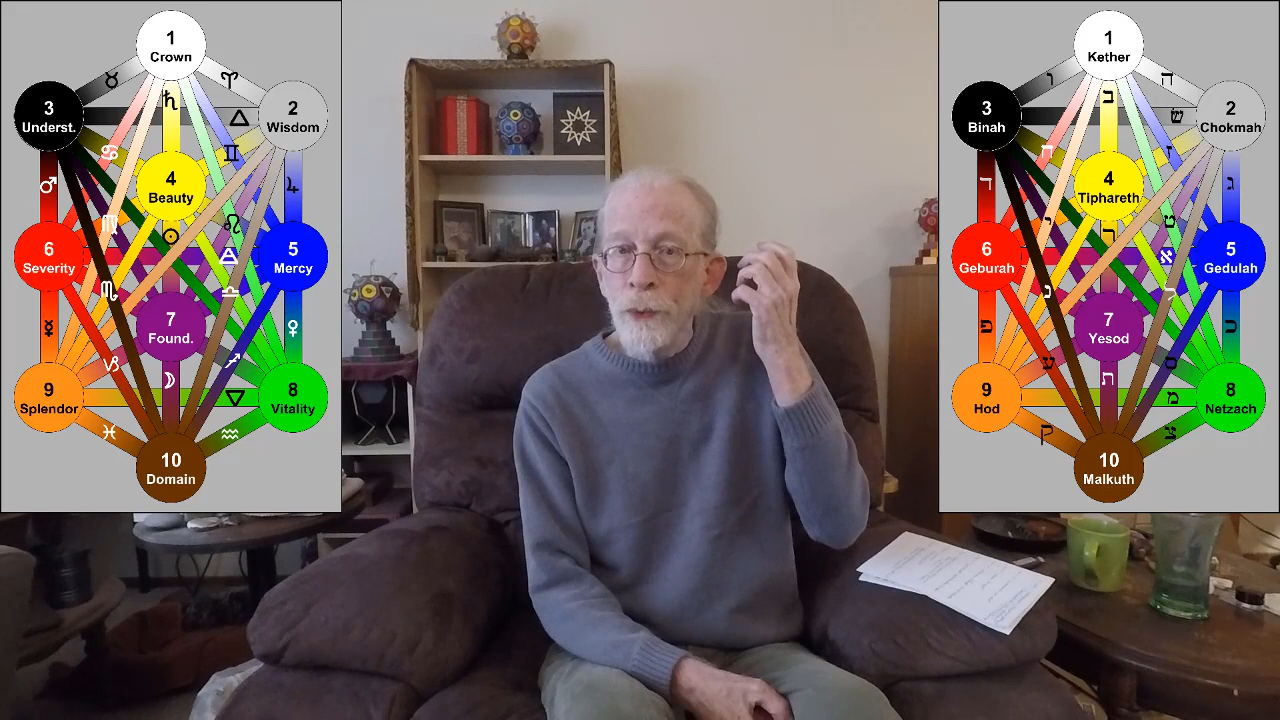 1
Crown
3
Underst.
2
Wisdom
4
Beauty
6
Severity
5
Mercy
7
Found.
9
Splendor
8
Vitality
10
Domain
1
Kether
ו
ה
ב
3
Binah
ש
2
Chokmah
ז
4
Tiphareth
ד
ג
י
ט
ר
6
Geburah
א
5
Gedulah
נ
ל
7
Yesod
פ
ע
ס
ת
9
Hod
מ
8
Netzach
ק
צ
10
Malkuth